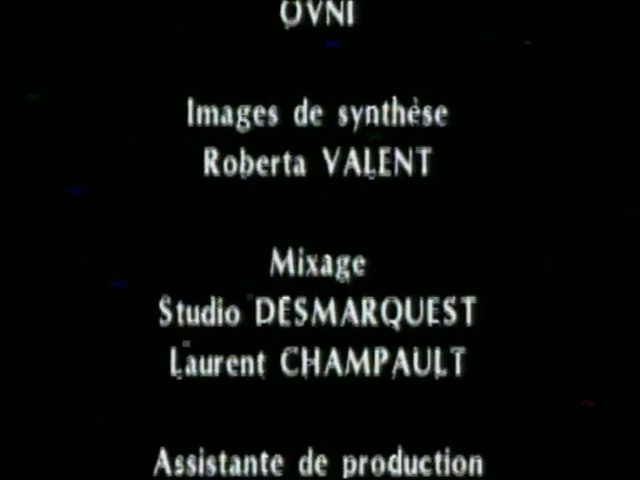 OVNI
Images de synthèse
Roberta VALENT
Mixage
Studio DESMARQUEST
Laurent CHAMPAULT
Assistante de production